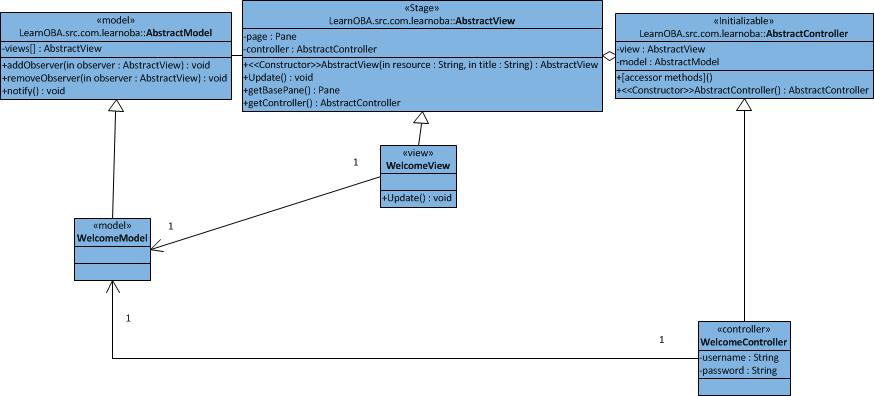 «model»
LearnOBA.src.com.learnoba::AbstractModel
-views[] : AbstractView
+addObserver(in observer : AbstractView) : void
+removeObserver(in observer : AbstractView) : void
+notify() : void
«Stage»
LearnOBA.src.com.learnoba::AbstractView
-page : Pane
-controller : AbstractController
+<<Constructor>>AbstractView(in resource : String, in title : String) : AbstractView
+Update() : void
+getBasePane() : Pane
+getController() : AbstractController
«Initializable»
LearnOBA.src.com.learnoba::AbstractController
-view : AbstractView
-model : AbstractModel
+[accessor methods]()
+<<Constructor>>AbstractController() : AbstractController
«view»
WelcomeView
+Update() : void
1
1
«model»
WelcomeModel
1
1
«controller»
WelcomeController
-username : String
-password : String